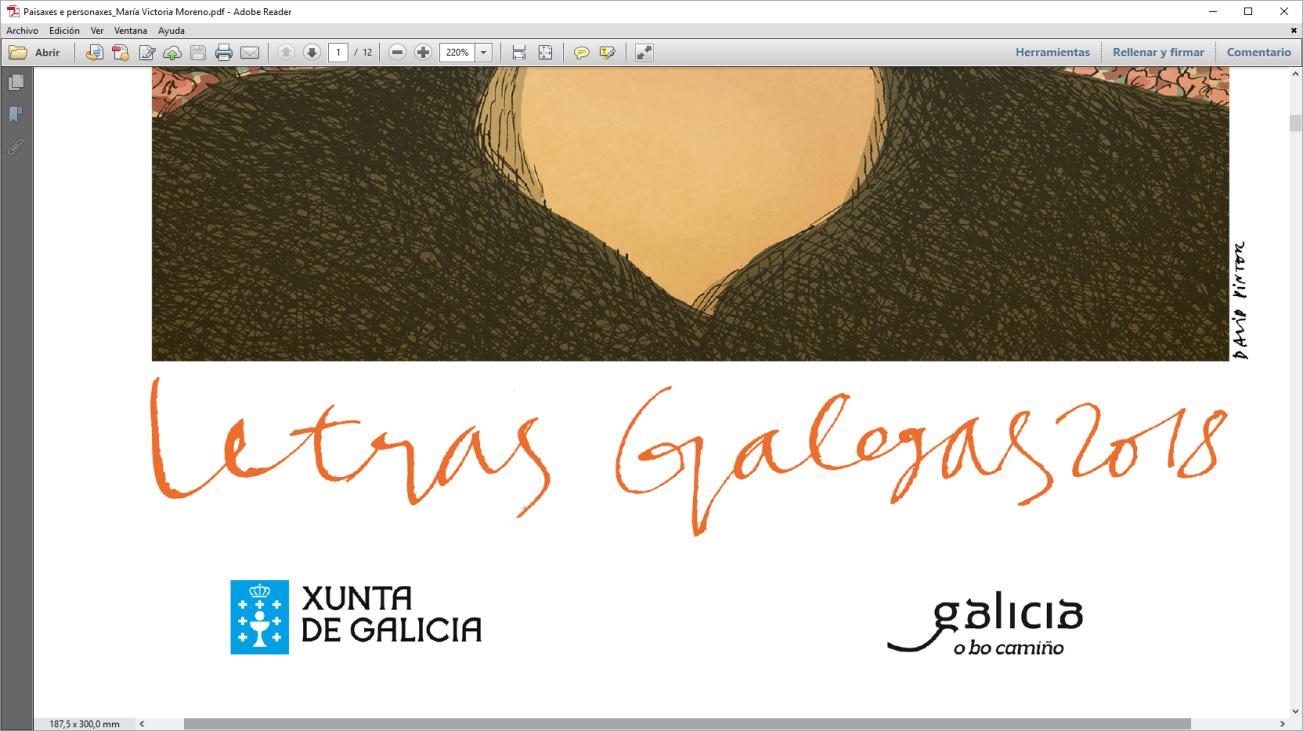 Paisaxes e personaxes_María Victoria Moreno.pdf - Adobe Reader
Archivo Edición Ver Ventana Ayuda
Abrir 1 / 12 220% Herramientas Rellenar y firmar Comentario
DAVID PINTOR
Letras Galegas 2018
XUNTA
DE GALICIA
galicia
o bo camiño
187,5 x 300,0 mm